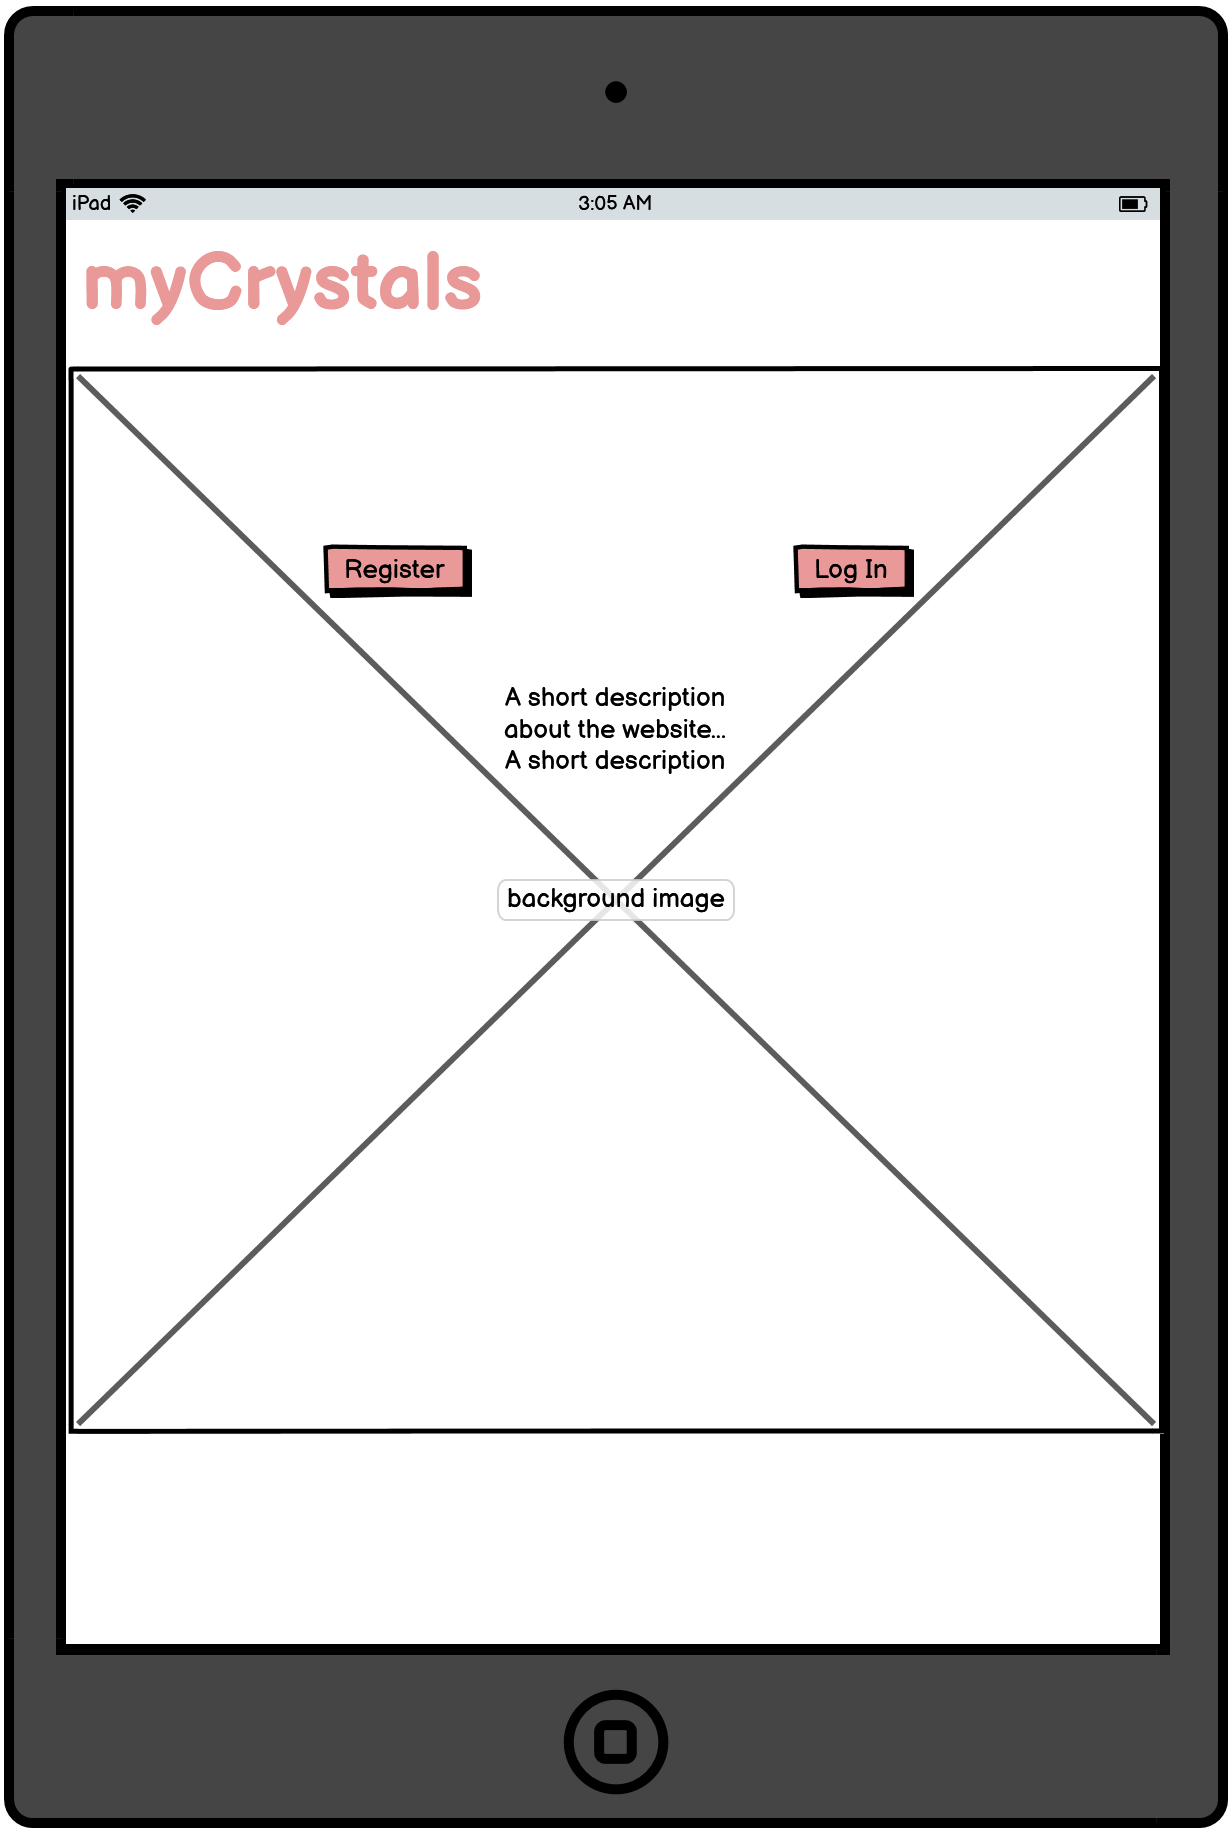 iPad 3:05 AM
myCrystals
Register Log In
A short description
about the website...
A short description
background image